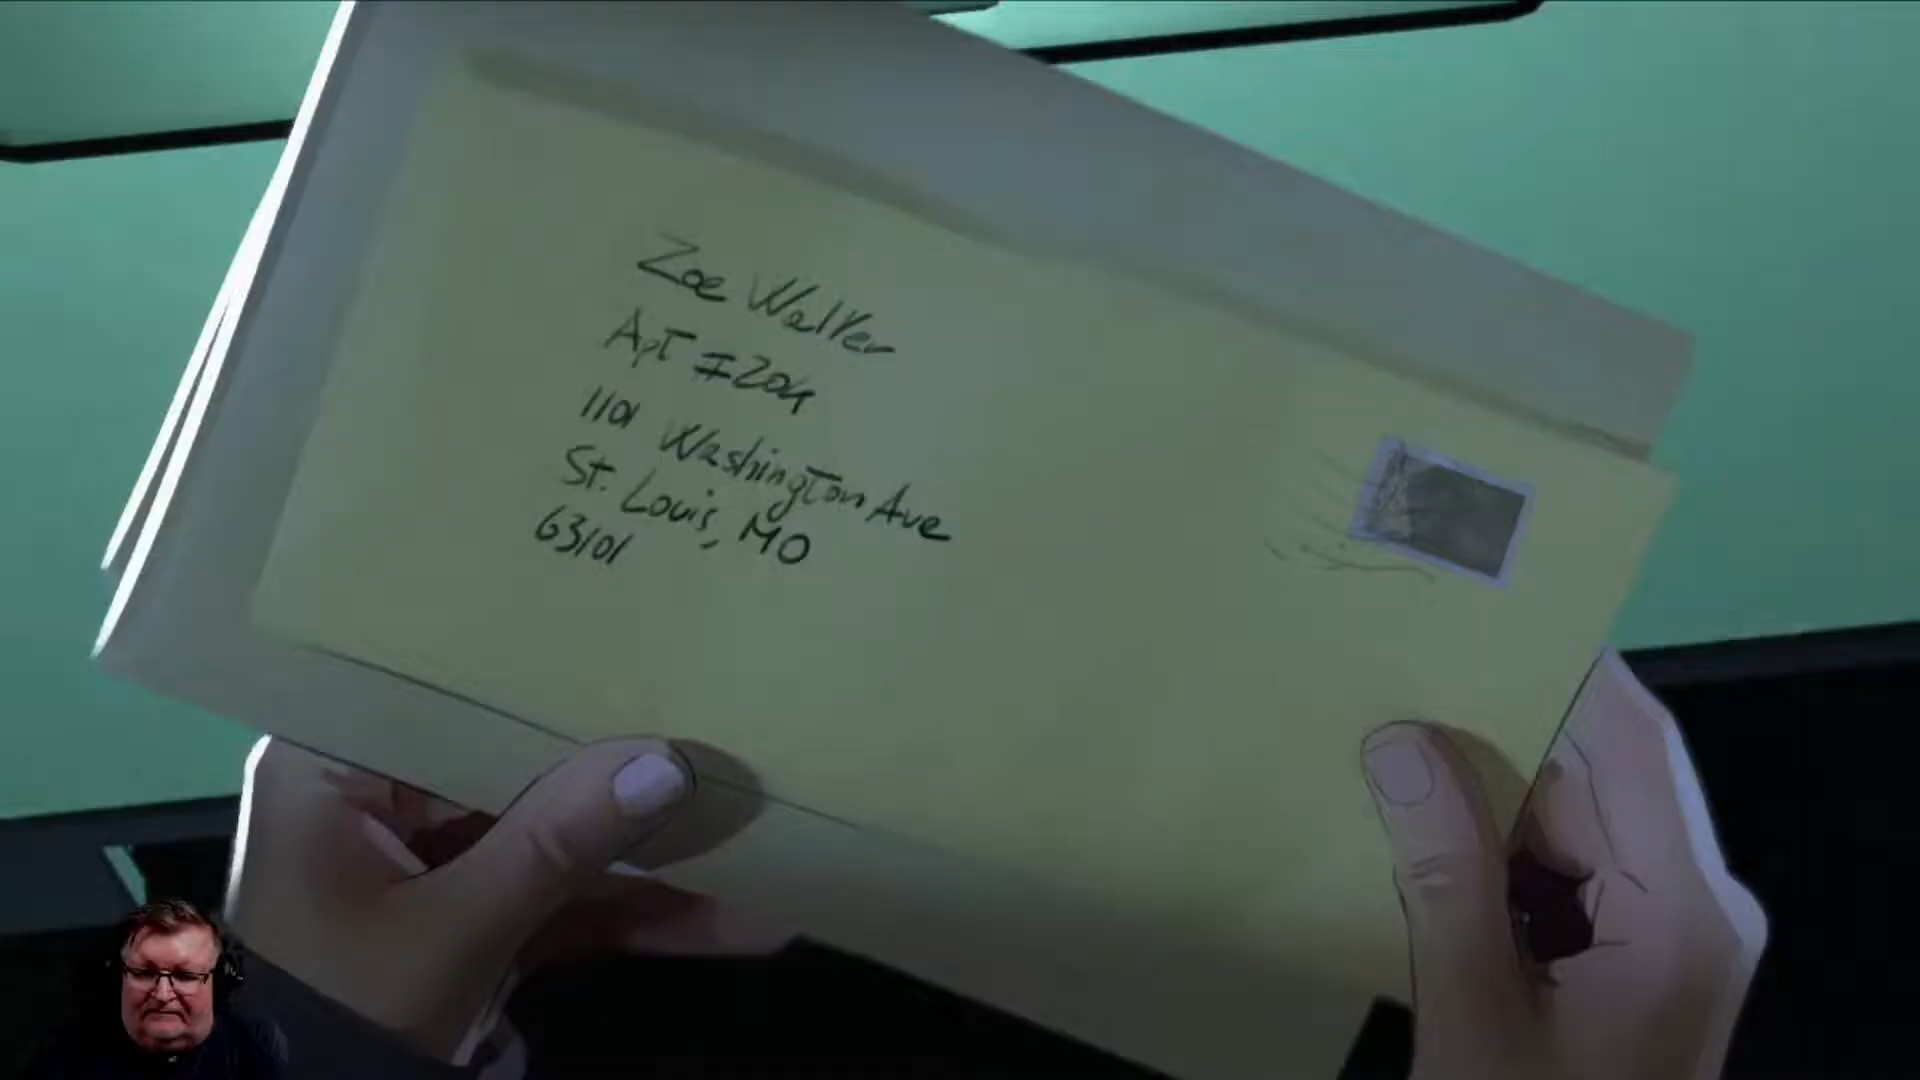 Zoe Walker
Apt #204
1101 Washington Ave
St. Louis, MO
63101